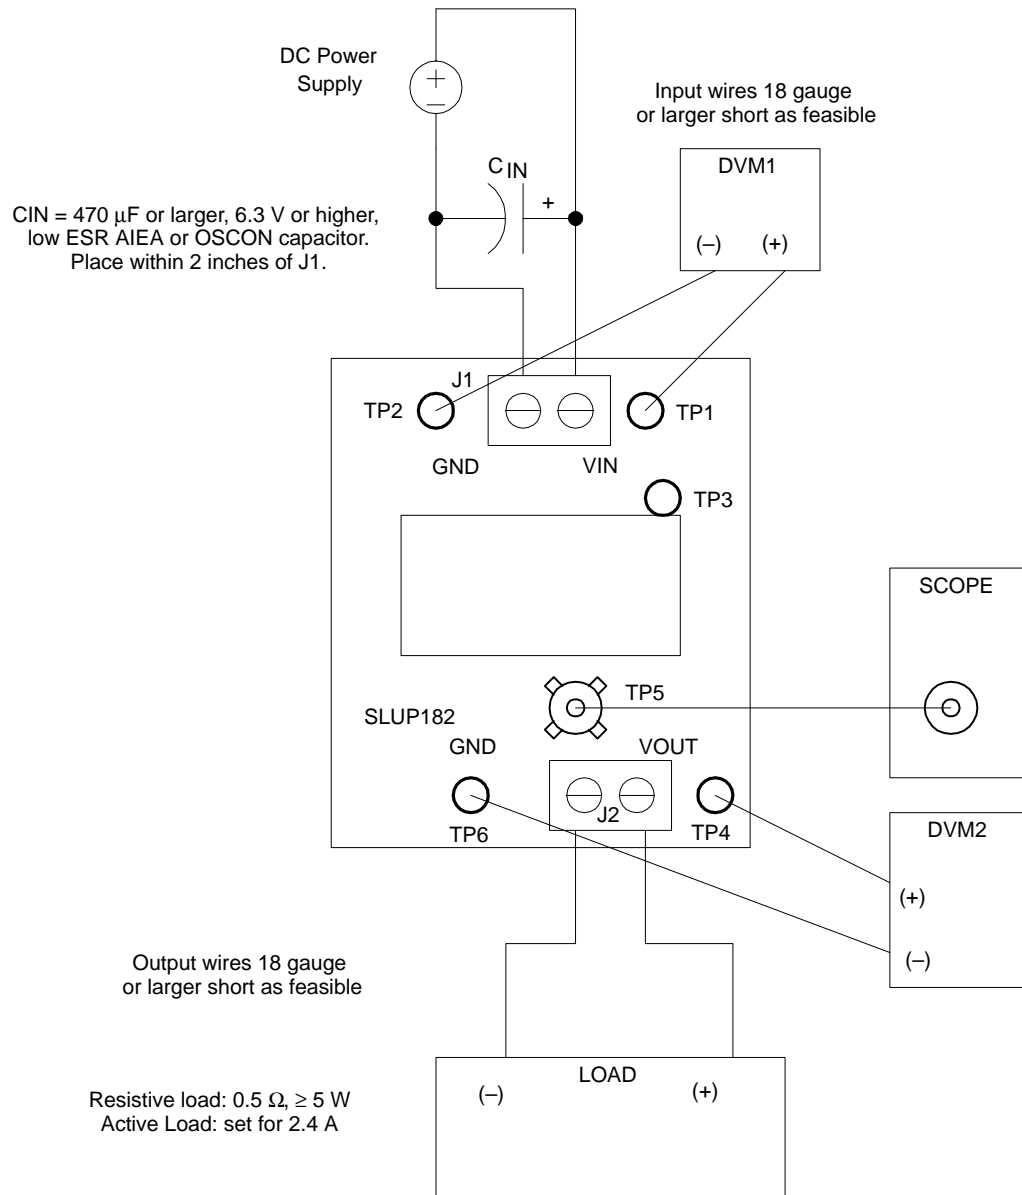 DC Power
Supply
+
–
Input wires 18 gauge
or larger short as feasible
C IN
+
DVM1
(–) (+)
CIN = 470 μF or larger, 6.3 V or higher,
low ESR AIEA or OSCON capacitor.
Place within 2 inches of J1.
J1
TP2
TP1
GND
VIN
TP3
SCOPE
TP5
SLUP182
GND
VOUT
J2
TP6
TP4
DVM2
(+)
(–)
Output wires 18 gauge
or larger short as feasible
LOAD
(–) (+)
Resistive load: 0.5 Ω, ≥ 5 W
Active Load: set for 2.4 A